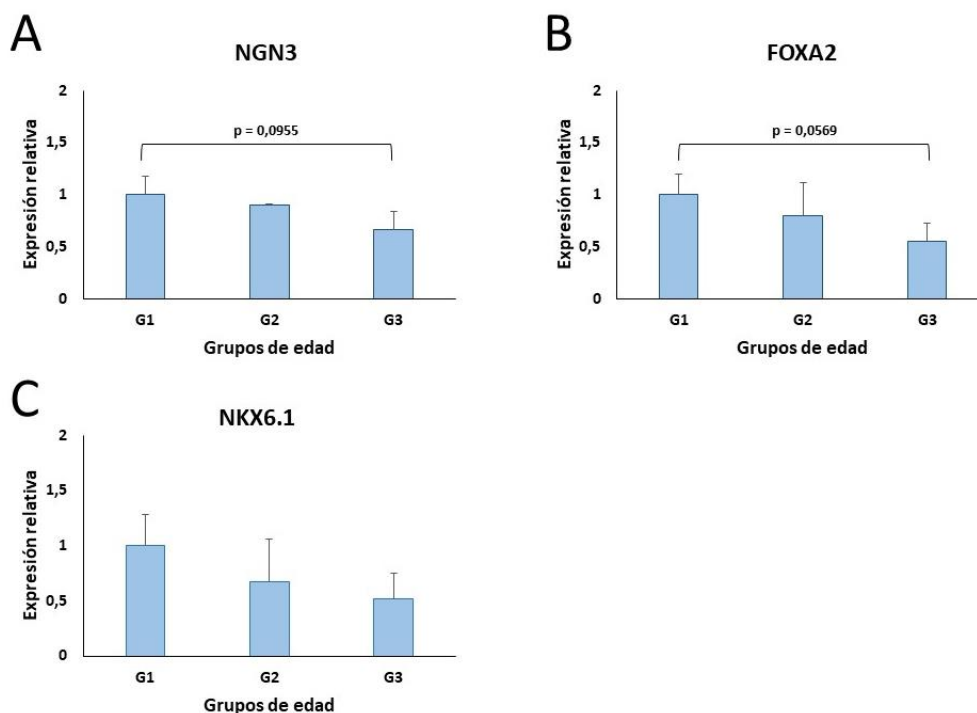 A
NGN3
2
1,5
1
0,5
0
Expresión relativa
p = 0,0955
G1 G2 G3
Grupos de edad
B
FOXA2
2
1,5
1
0,5
0
Expresión relativa
p = 0,0569
G1 G2 G3
Grupos de edad
C
NKX6.1
2
1,5
1
0,5
0
Expresión relativa
G1 G2 G3
Grupos de edad